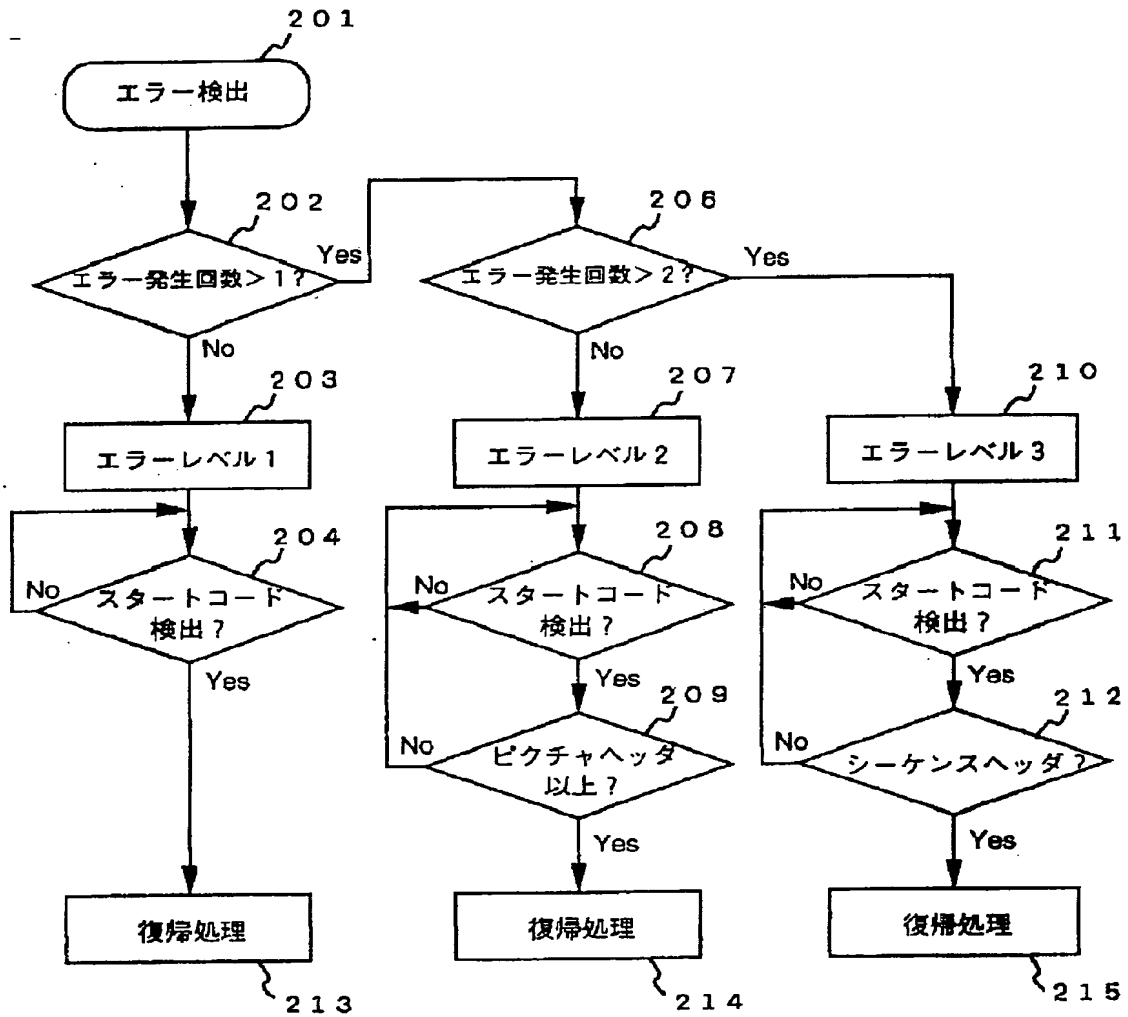 201
エラー検出
202
エラー発生回数>1?
Yes
No
206
エラー発生回数>2?
Yes
No
203
エラーレベル1
207
エラーレベル2
210
エラーレベル3
204
スタートコード
検出?
No
Yes
208
スタートコード
検出?
No
Yes
211
スタートコード
検出?
No
Yes
209
ピクチャヘッダ
以上?
No
Yes
212
シーケンスヘッダ?
No
Yes
復帰処理
213
復帰処理
214
復帰処理
215